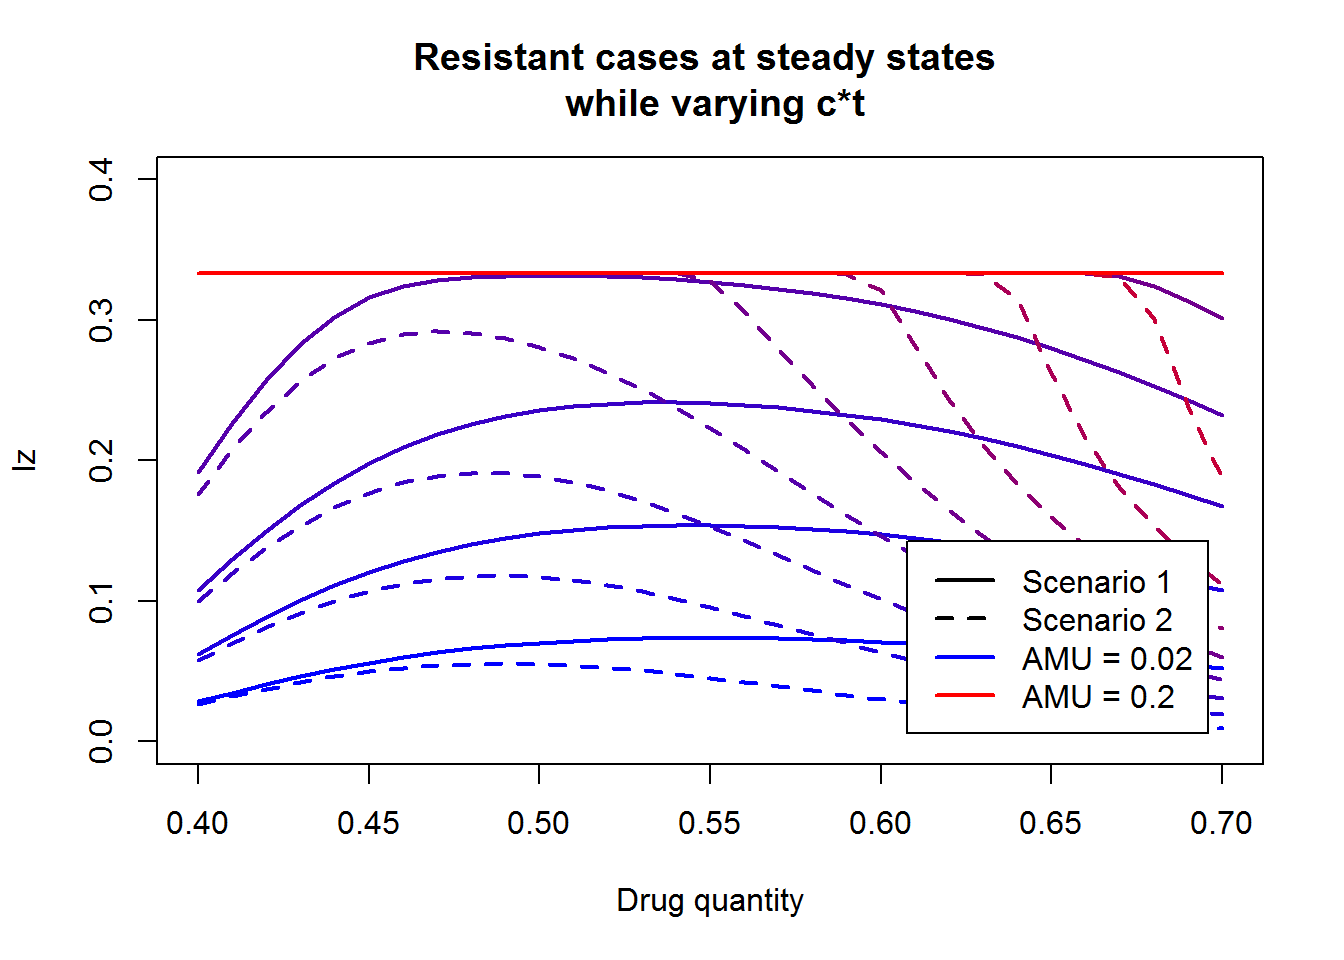 Resistant cases at steady states
while varying c*t
0.4
0.3
0.2
0.1
0.0
Iz
Scenario 1
Scenario 2
AMU = 0.02
AMU = 0.2
0.40 0.45 0.50 0.55 0.60 0.65 0.70
Drug quantity